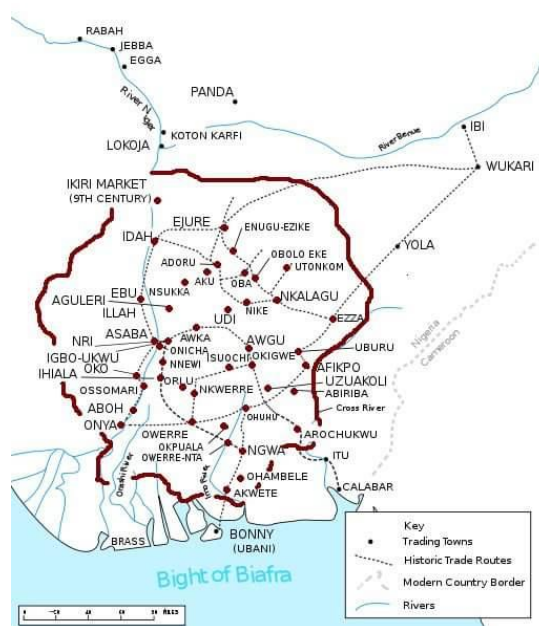 RABAH
JEBBA
EGGA
River Niger
PANDA
KOTON KARFI
LOKOJA
River Benue
IBI
WUKARI
IKIRI MARKET
(9TH CENTURY)
EJURE
IDAH
ENUGU-EZIKE
YOLA
ADORU
OBOLO EKE
UTONKOM
AKU
OBA
NSUKKA
EBU
AGULERI
ILLAH
NIKE
NKALAGU
UDI
EZZA
Nigeria
Cameroon
ASABA
AWKA
NRI
ONICHA
AWGU
UBURU
IGBO-UKWU
NNEWI
ISUOCHI
OKIGWE
OKO
AFIKPO
IHIALA
ORLU
UZUAKOLI
OSSOMARI
NKWERRE
ABIRIBA
ABOH
OHUHU
Cross River
ONYA
OWERRE
AROCHUKWU
OKPUALA
OWERRE-NTA
NGWA
ITU
Orashi River
Imo River
OHAMBELE
CALABAR
AKWETE
BRASS
BONNY
(UBANI)
Bight of Biafra
Key
Trading Towns
Historic Trade Routes
Modern Country Border
Rivers